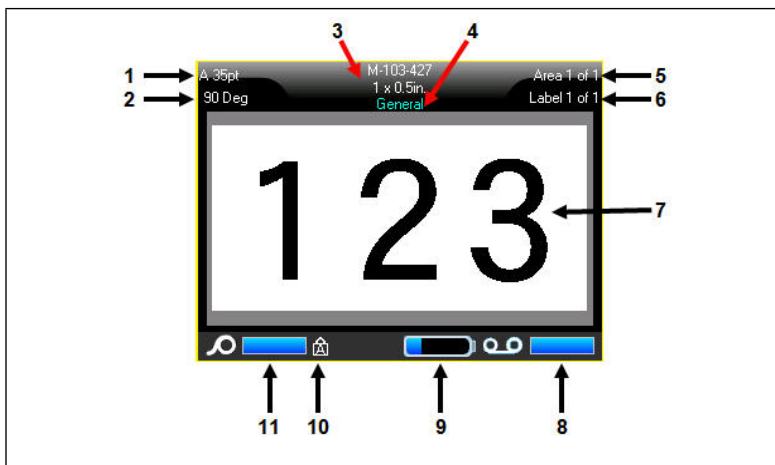 3 4
M-103-427
1 A 35pt Area 1 of 1 5
1 x 0.5in.
2 90 Deg General Label 1 of 1 6
123
7
A
11 10 9 8